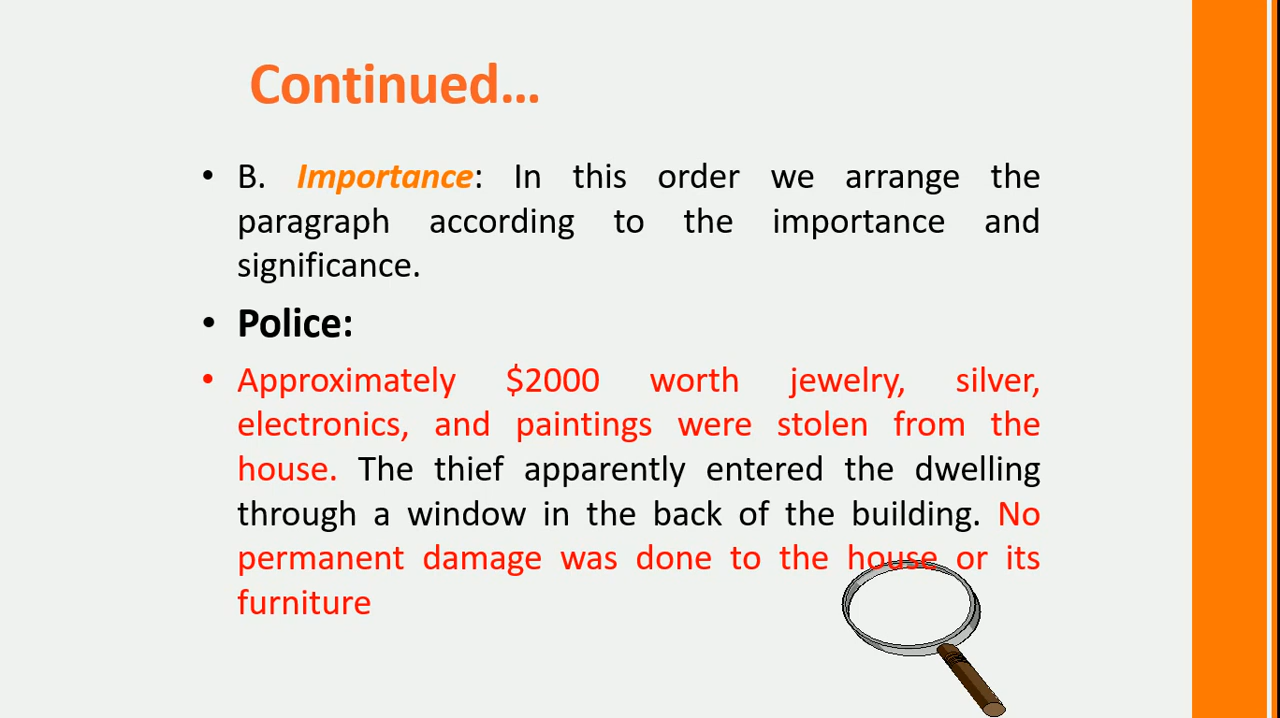 Continued...
• B. Importance: In this order we arrange the
paragraph according to the importance and
significance.
• Police:
• Approximately $2000 worth jewelry, silver,
electronics, and paintings were stolen from the
house. The thief apparently entered the dwelling
through a window in the back of the building. No
permanent damage was done to the house or its
furniture